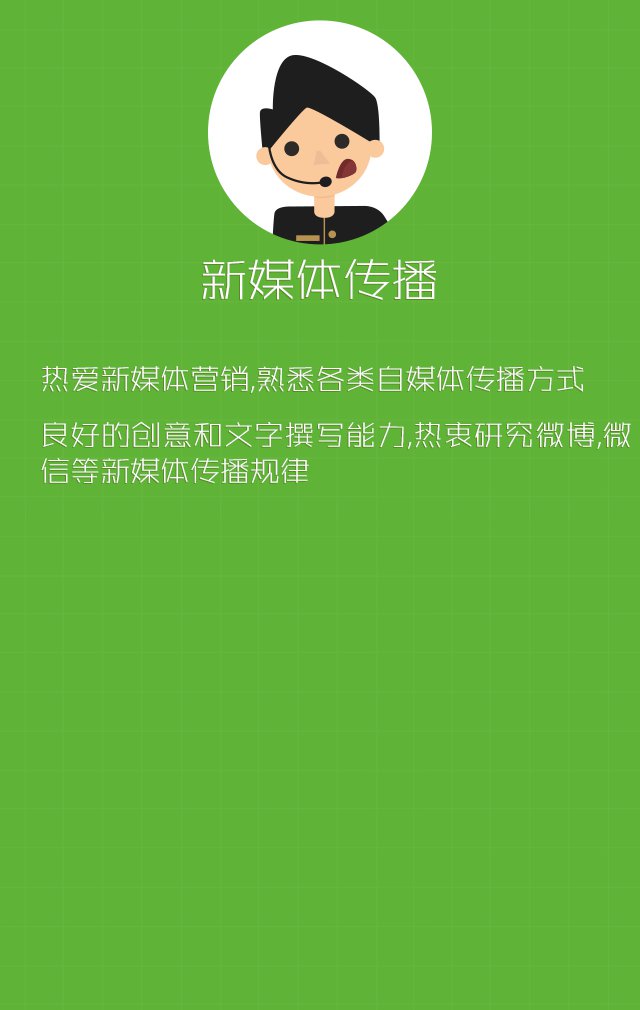 新媒体传播
热爱新媒体营销,熟悉各类自媒体传播方式
良好的创意和文字撰写能力,热衷研究微博,微
信等新媒体传播规律